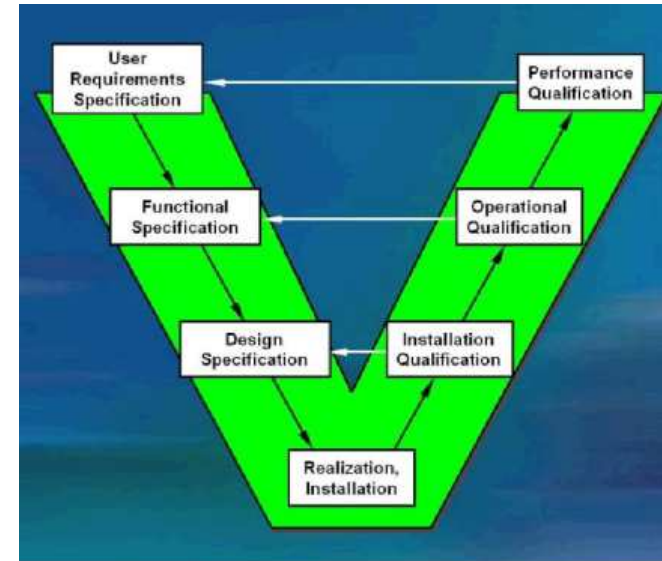 User
Requirements
Specification
Performance
Qualification
Functional
Specification
Operational
Qualification
Design
Specification
Installation
Qualification
Realization,
Installation